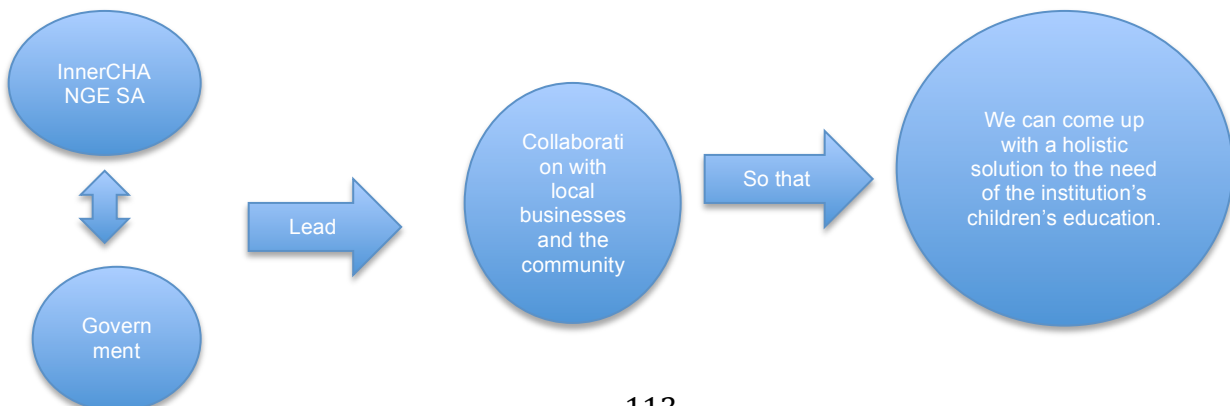 InnerCHA
NGE SA
Govern
ment
Lead
Collaborati
on with
local
businesses
and the
community
So that
We can come up
with a holistic
solution to the need
of the institution’s
children’s education.
113